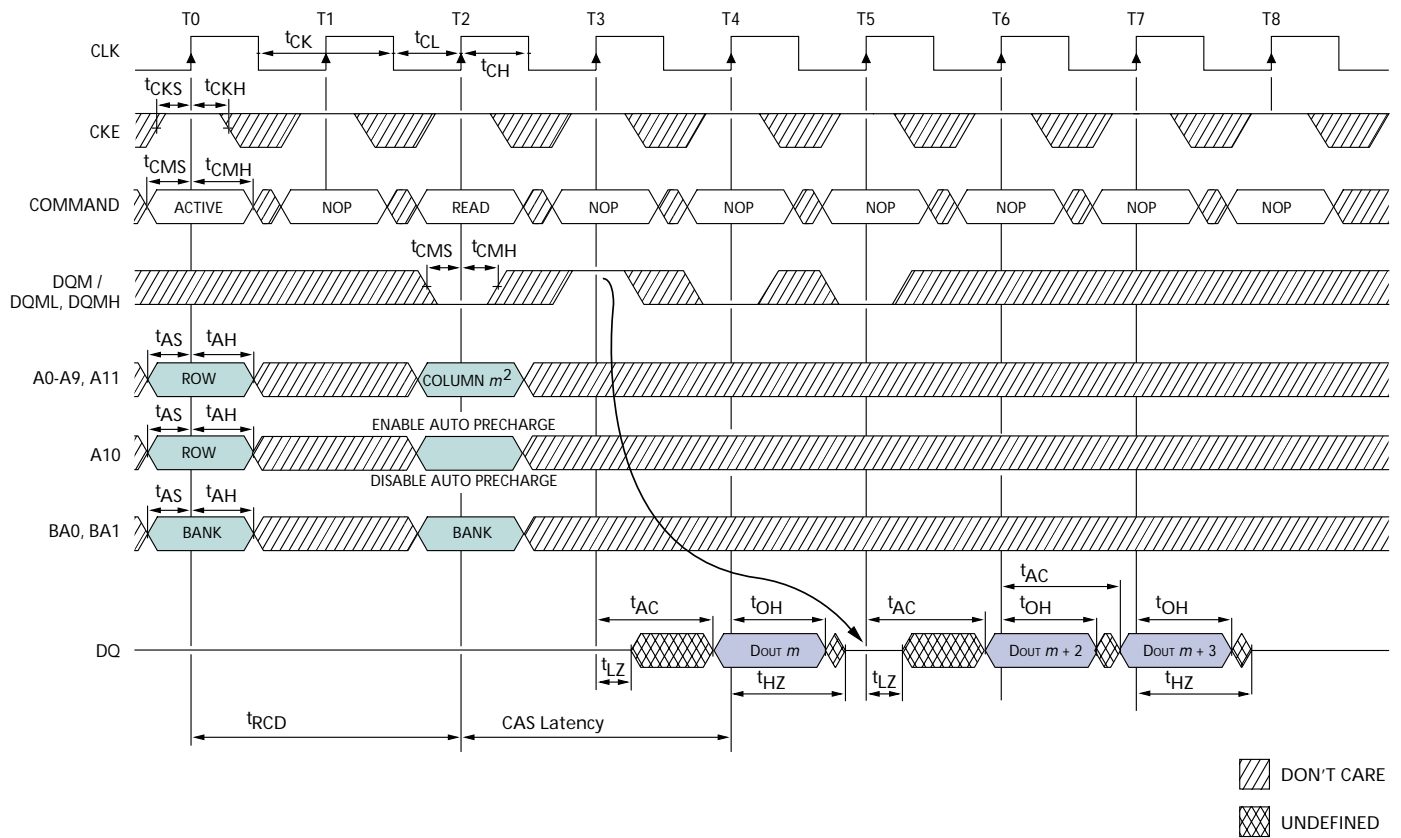 T0 T1 T2 T3 T4 T5 T6 T7 T8
CLK
tCK tCL
tCH
tCKS tCKH
CKE
tCMS tCMH
COMMAND ACTIVE NOP READ NOP NOP NOP NOP NOP NOP
tCMS tCMH
DQM /
DQML, DQMH
tAS tAH
A0-A9, A11 ROW COLUMN m2
tAS tAH
ENABLE AUTO PRECHARGE
A10 ROW
DISABLE AUTO PRECHARGE
tAS tAH
BA0, BA1 BANK BANK
tAC
tAC tOH tAC tOH tOH
DQ DOUT m DOUT m + 2 DOUT m + 3
tLZ tHZ tLZ tHZ
tRCD CAS Latency
DON'T CARE
UNDEFINED